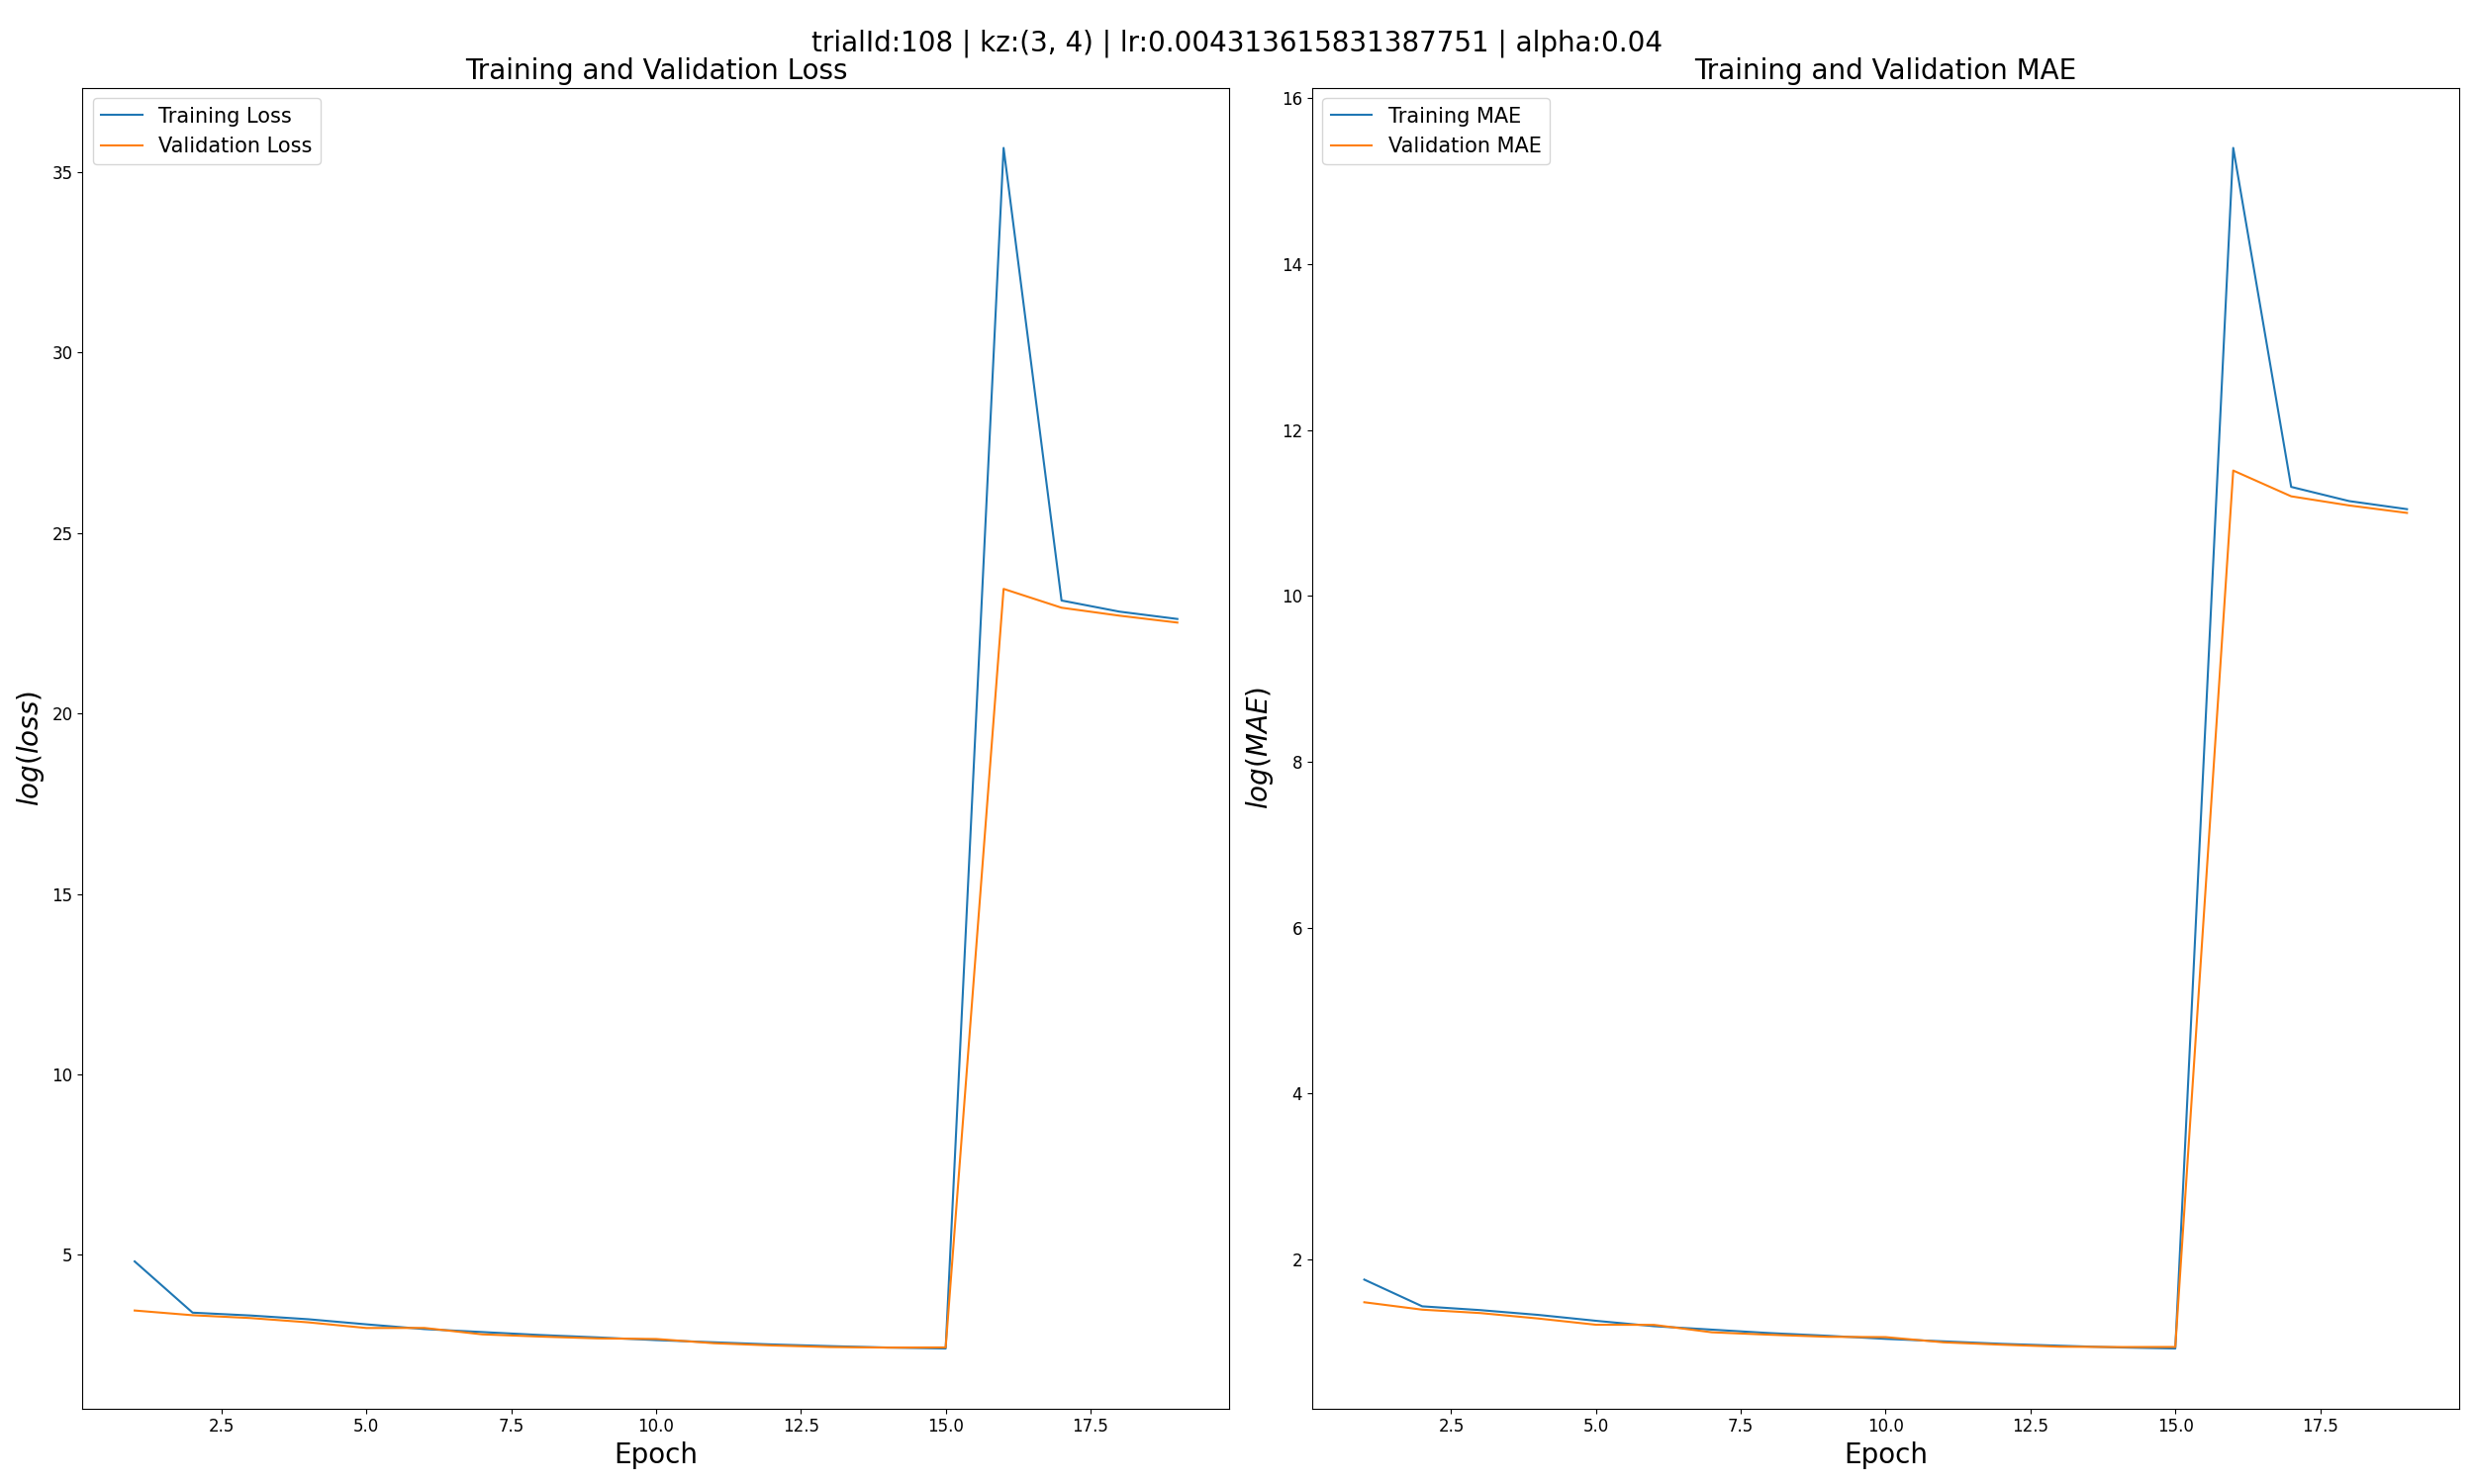 trialId:108 | kz:(3, 4) | lr:0.004313615831387751 | alpha:0.04
Training and Validation Loss
Training Loss
Validation Loss
35
30
25
20
15
10
5
log(loss)
2.5 5.0 7.5 10.0 12.5 15.0 17.5
Epoch
Training and Validation MAE
Training MAE
Validation MAE
16
14
12
10
8
6
4
2
log(MAE)
2.5 5.0 7.5 10.0 12.5 15.0 17.5
Epoch